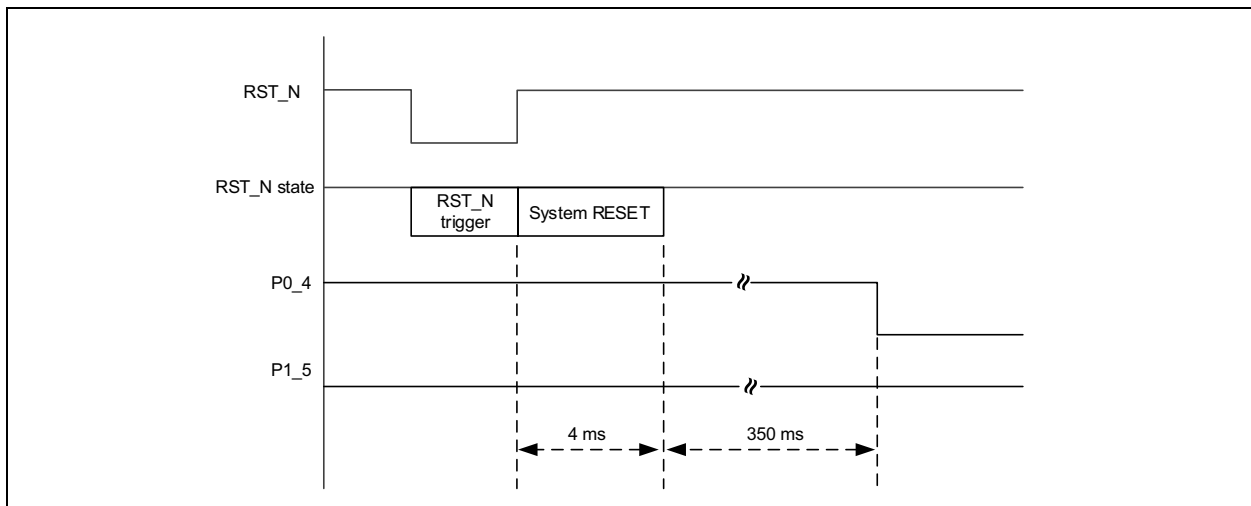 RST_N
RST_N state
RST_N
trigger
System RESET
P0_4
P1_5
4 ms
350 ms